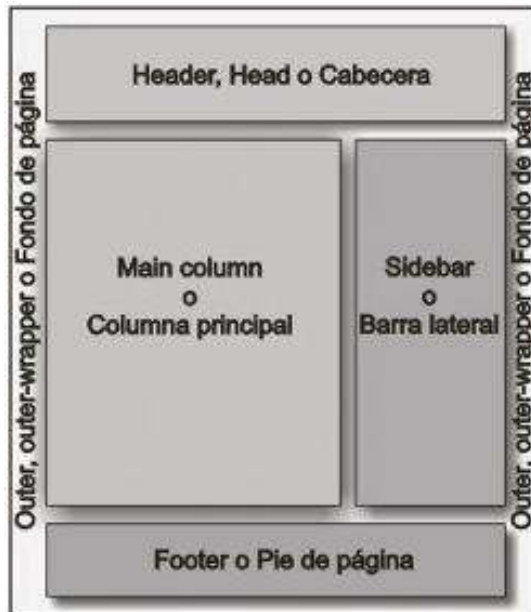 Header, Head o Cabecera
Outer, outer-wrapper o Fondo de página
Main column
o
Columna principal
Sidebar
o
Barra lateral
Outer, outer-wrapper o Fondo de página
Footer o Pie de página